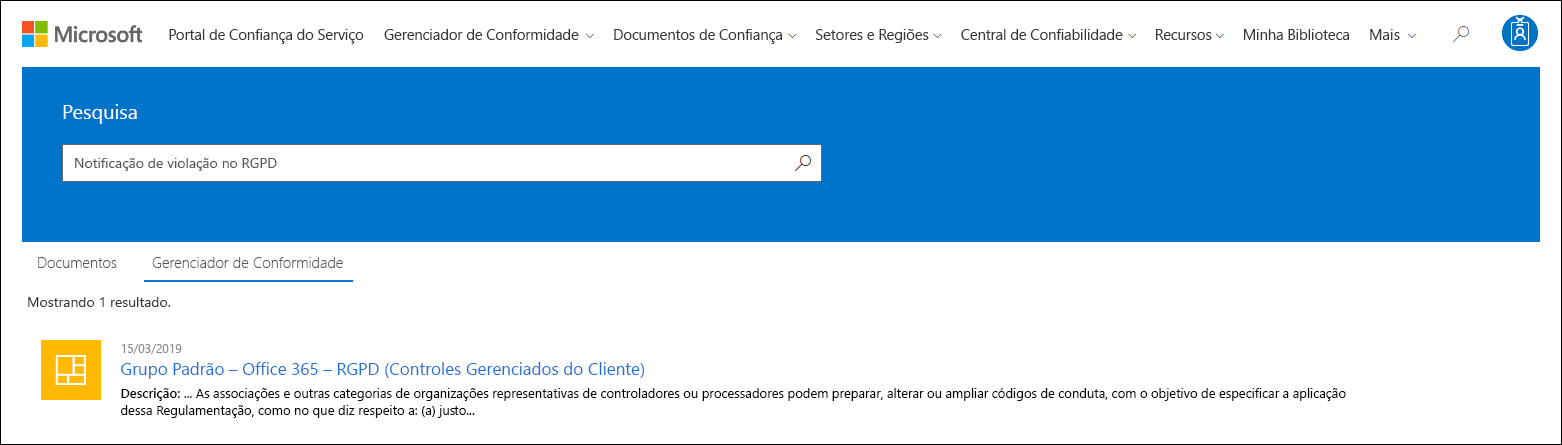 Microsoft Portal de Confiança do Serviço Gerenciador de Conformidade Documentos de Confiança Setores e Regiões Central de Confiabilidade Recursos Minha Biblioteca Mais
Pesquisa
Notificação de violação no RGPD
Documentos Gerenciador de Conformidade
Mostrando 1 resultado.
15/03/2019
Grupo Padrão – Office 365 – RGPD (Controles Gerenciados do Cliente)
Descrição: ... As associações e outras categorias de organizações representativas de controladores ou processadores podem preparar, alterar ou ampliar códigos de conduta, com o objetivo de especificar a aplicação
dessa Regulamentação, como no que diz respeito a: (a) justo...